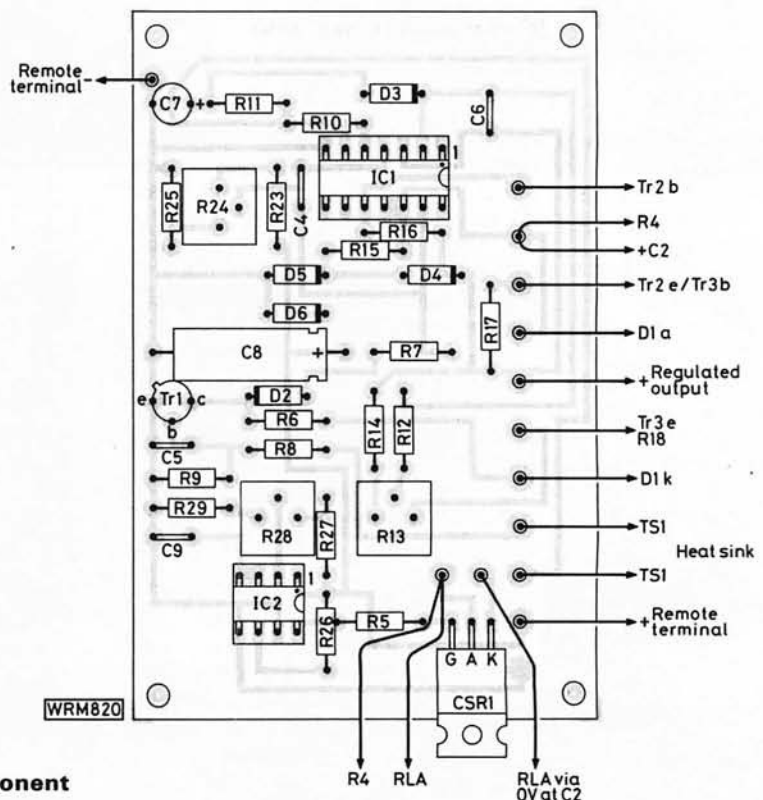 Remote
terminal-
C7 +
R11
D3
C6
R10
1
IC1
Tr2 b
R25
R24
R23
C4
R4
R16
+C2
R15
D5
D4
Tr2 e/Tr3b
D6
R17
D1a
C8 +
R7
+ Regulated
output
e Tr1 c
b
D2
R6
R14
R12
Tr3 e
R18
C5
R8
R9
D1k
R29
R28
R27
R13
TS1
C9
Heat sink
IC2
1
TS1
R26
R5
+ Remote
terminal
G A K
CSR1
WRM820
R4
RLA
RLA via
0V at C2
onent